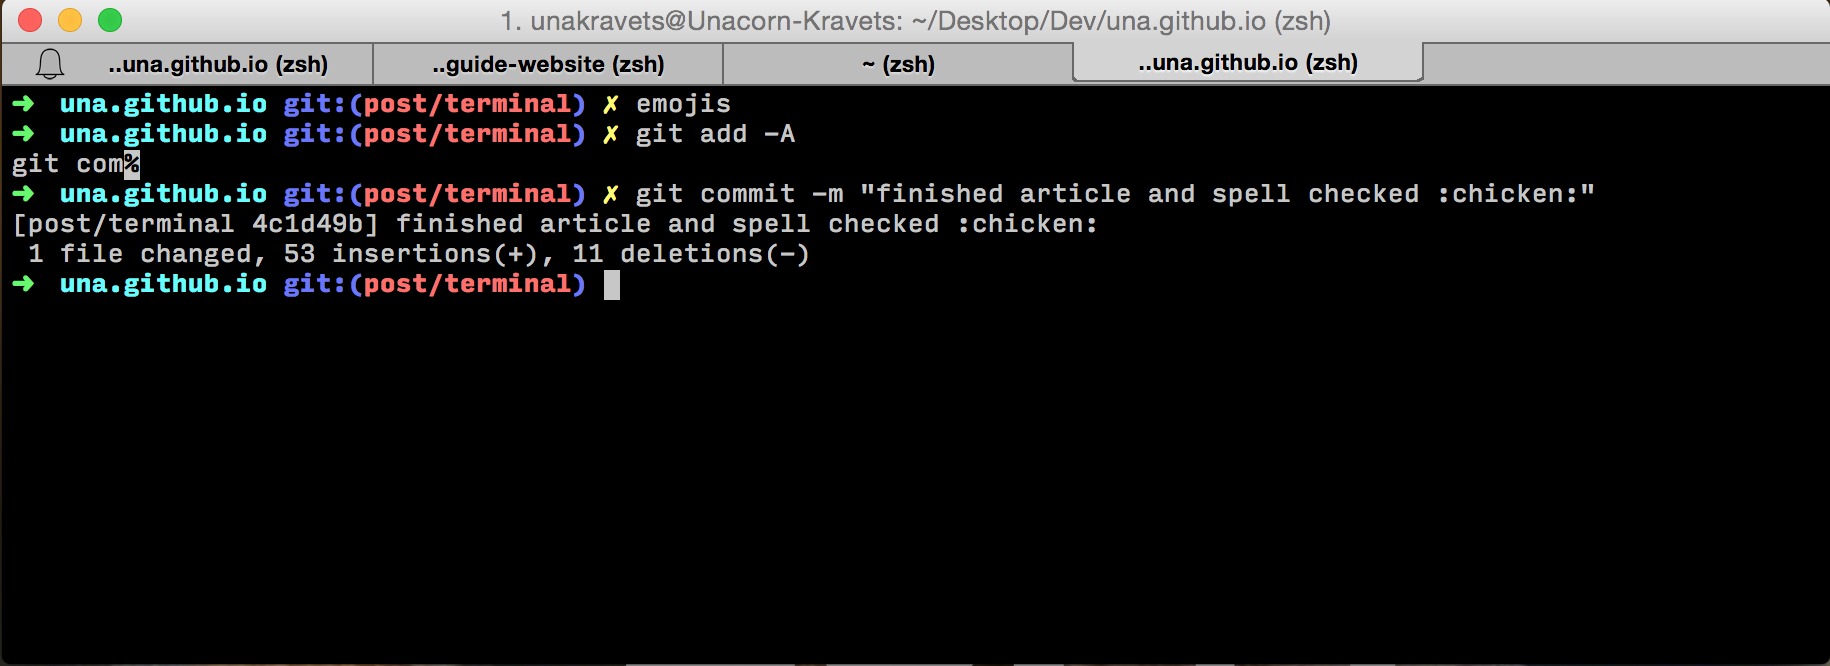 1. unakravets@Unacorn-Kravets: ~/Desktop/Dev/una.github.io (zsh)
..una.github.io (zsh) ..guide-website (zsh) ~ (zsh) ..una.github.io (zsh)
➜ una.github.io git:(post/terminal) ✗ emojis
➜ una.github.io git:(post/terminal) ✗ git add -A
git com%
➜ una.github.io git:(post/terminal) ✗ git commit -m "finished article and spell checked :chicken:"
[post/terminal 4c1d49b] finished article and spell checked :chicken:
 1 file changed, 53 insertions(+), 11 deletions(-)
➜ una.github.io git:(post/terminal)